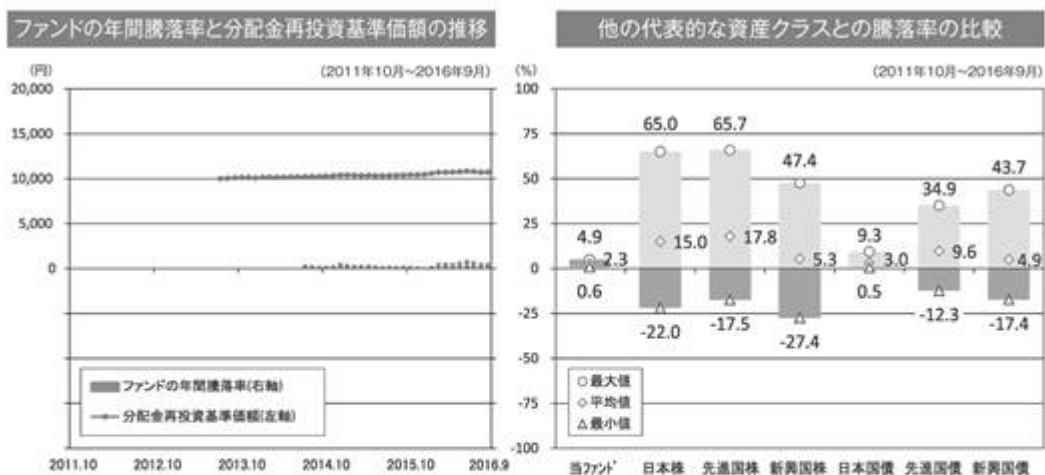 ファンドの年間騰落率と分配金再投資基準価額の推移
(円)
(2011年10月～2016年9月)
(%)
20,000
15,000
10,000
5,000
0
100
75
50
25
0
-25
-50
-75
-100
ファンドの年間騰落率(右軸)
分配金再投資基準価額(左軸)
2011.10
2012.10
2013.10
2014.10
2015.10
2016.9
他の代表的な資産クラスとの騰落率の比較
(2011年10月～2016年9月)
4.9
2.3
0.6
65.0
15.0
-22.0
65.7
17.8
-17.5
47.4
5.3
-27.4
9.3
3.0
0.5
34.9
9.6
-12.3
43.7
4.9
-17.4
○最大値
◇平均値
△最小値
当ファンド
日本株
先進国株
新興国株
日本国債
先進国債
新興国債